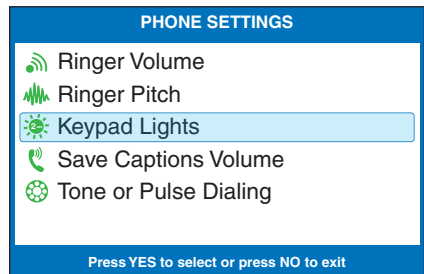 PHONE SETTINGS
Ringer Volume
Ringer Pitch
Keypad Lights
Save Captions Volume
Tone or Pulse Dialing
Press YES to select or press NO to exit